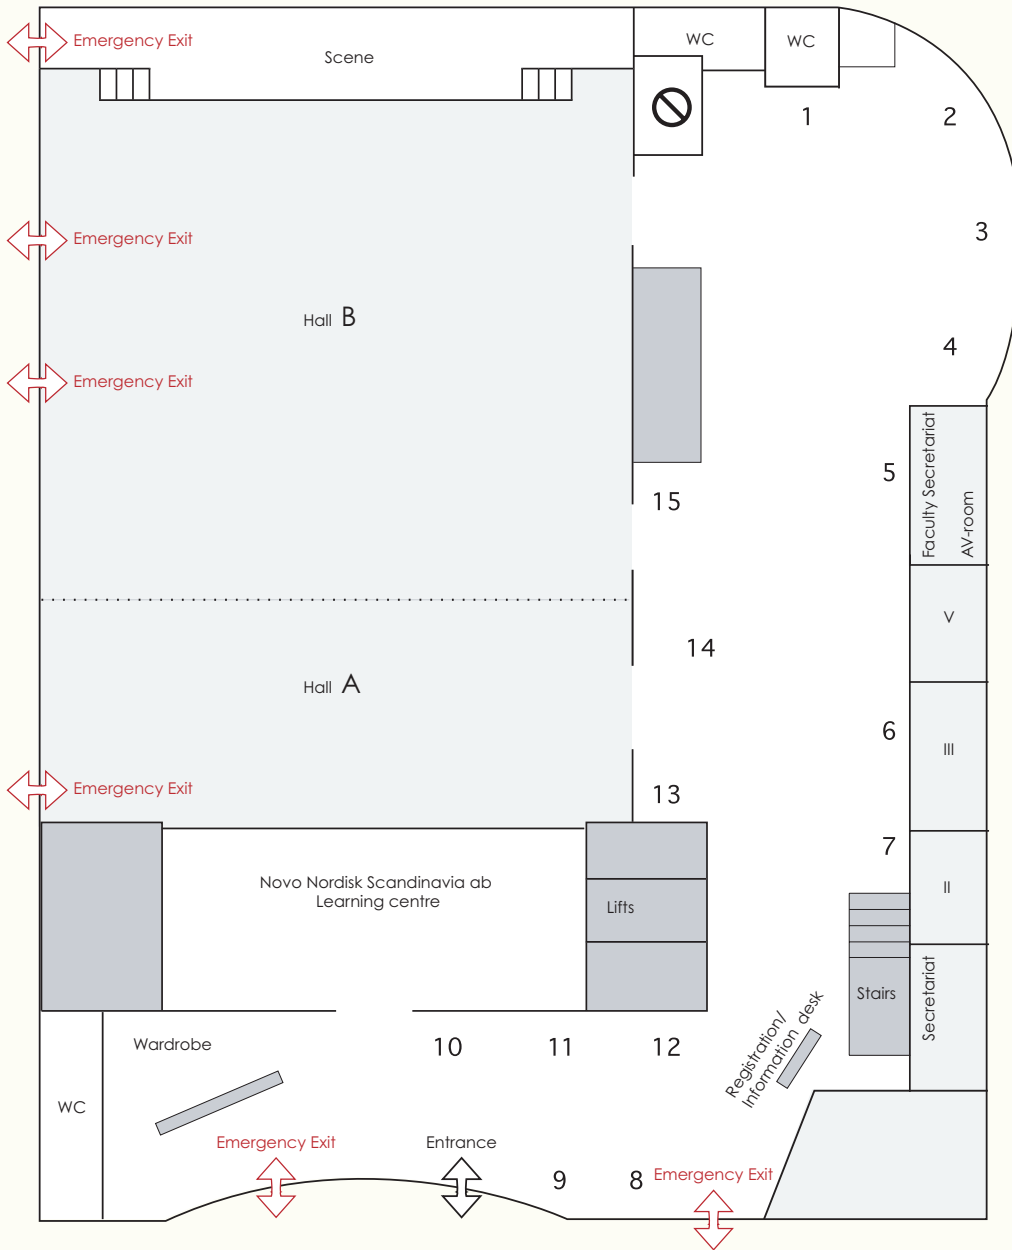 Emergency Exit
Scene
WC
WC
1
2
Emergency Exit
3
Hall B
4
Emergency Exit
5
Faculty Secretariat
AV-room
15
V
14
Hall A
6
III
Emergency Exit
13
7
II
Novo Nordisk Scandinavia ab
Learning centre
Lifts
Stairs
Secretariat
Registration/
Information desk
Wardrobe
10
11
12
WC
Emergency Exit
Entrance
9
8
Emergency Exit